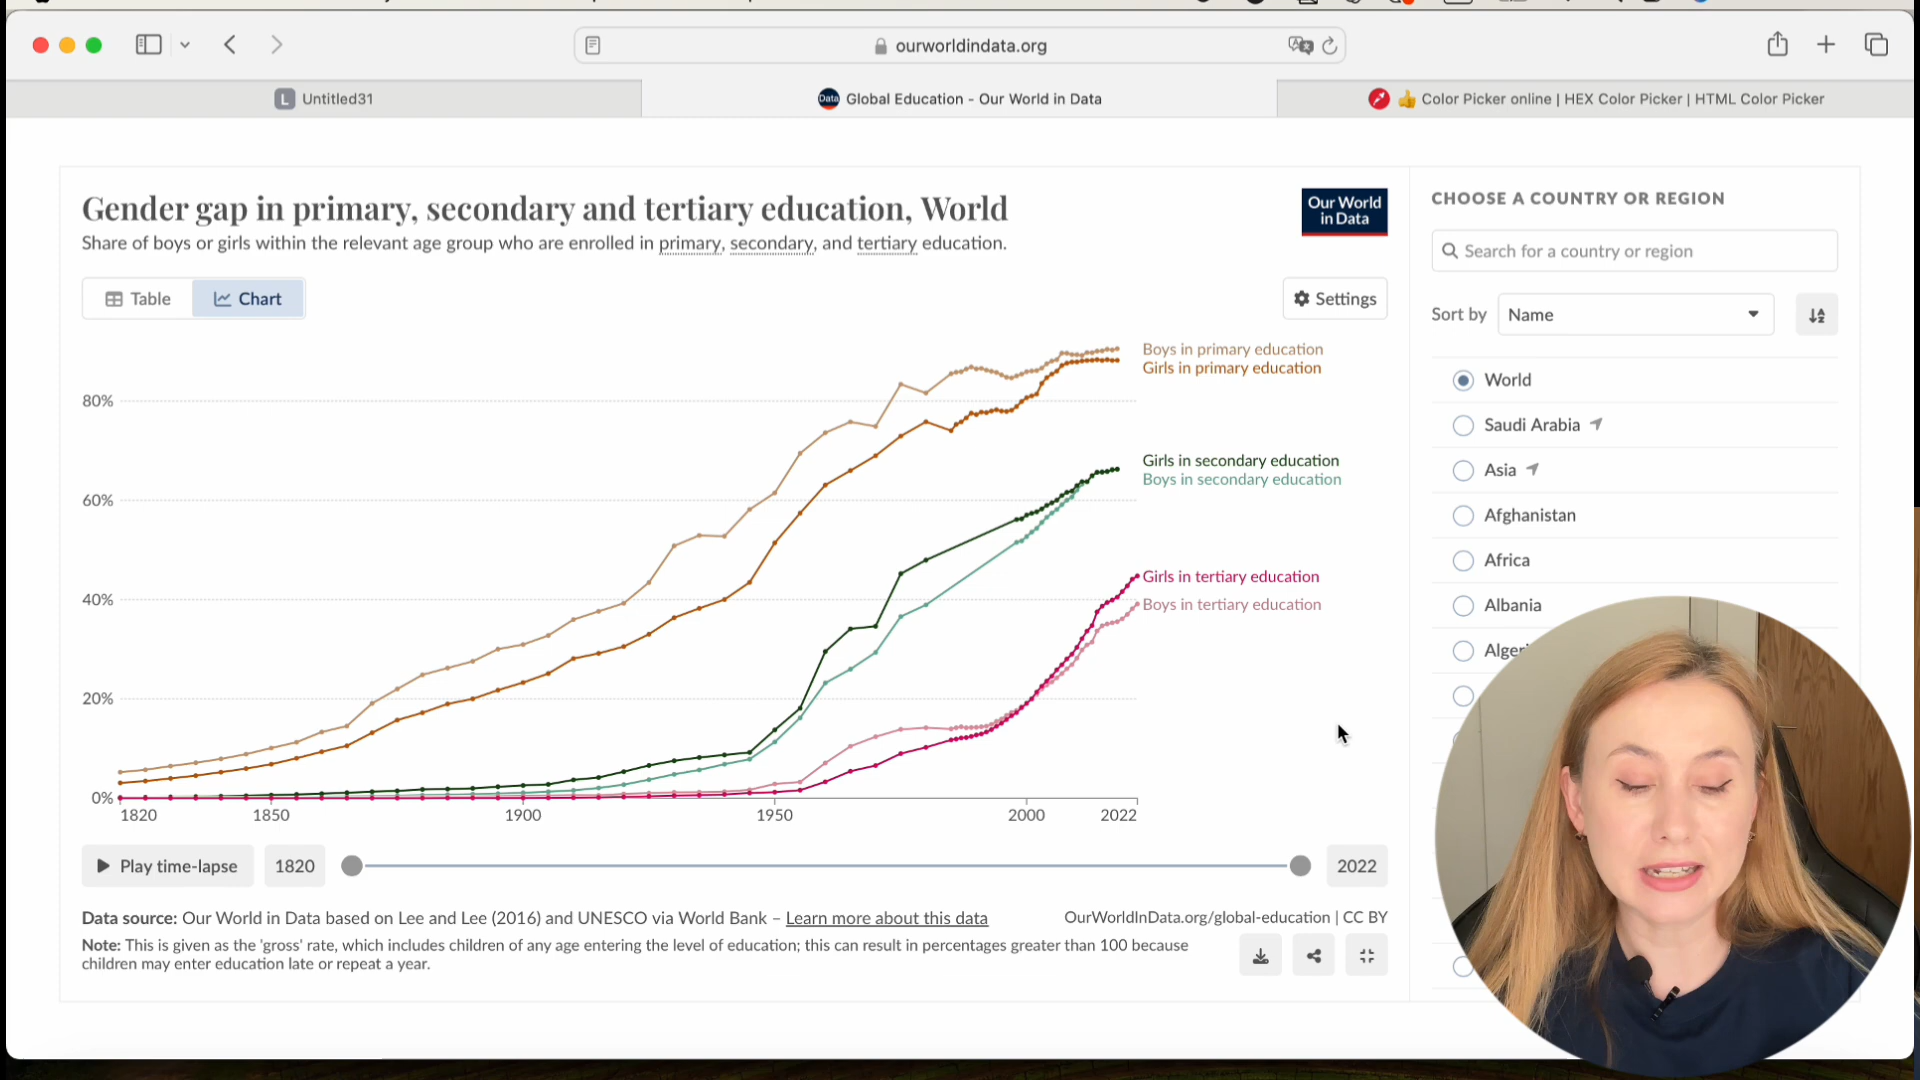 ourworldindata.org
L Untitled31
Data Global Education - Our World in Data
👍 Color Picker online | HEX Color Picker | HTML Color Picker
Gender gap in primary, secondary and tertiary education, World
Share of boys or girls within the relevant age group who are enrolled in primary, secondary, and tertiary education.
Our World
in Data
Table
Chart
Settings
Boys in primary education
Girls in primary education
Girls in secondary education
Boys in secondary education
Girls in tertiary education
Boys in tertiary education
80%
60%
40%
20%
0%
1820 1850 1900 1950 2000 2022
Play time-lapse 1820 2022
Data source: Our World in Data based on Lee and Lee (2016) and UNESCO via World Bank – Learn more about this data
OurWorldInData.org/global-education | CC BY
Note: This is given as the 'gross' rate, which includes children of any age entering the level of education; this can result in percentages greater than 100 because
children may enter education late or repeat a year.
CHOOSE A COUNTRY OR REGION
Search for a country or region
Sort by Name
World
Saudi Arabia
Asia
Afghanistan
Africa
Albania